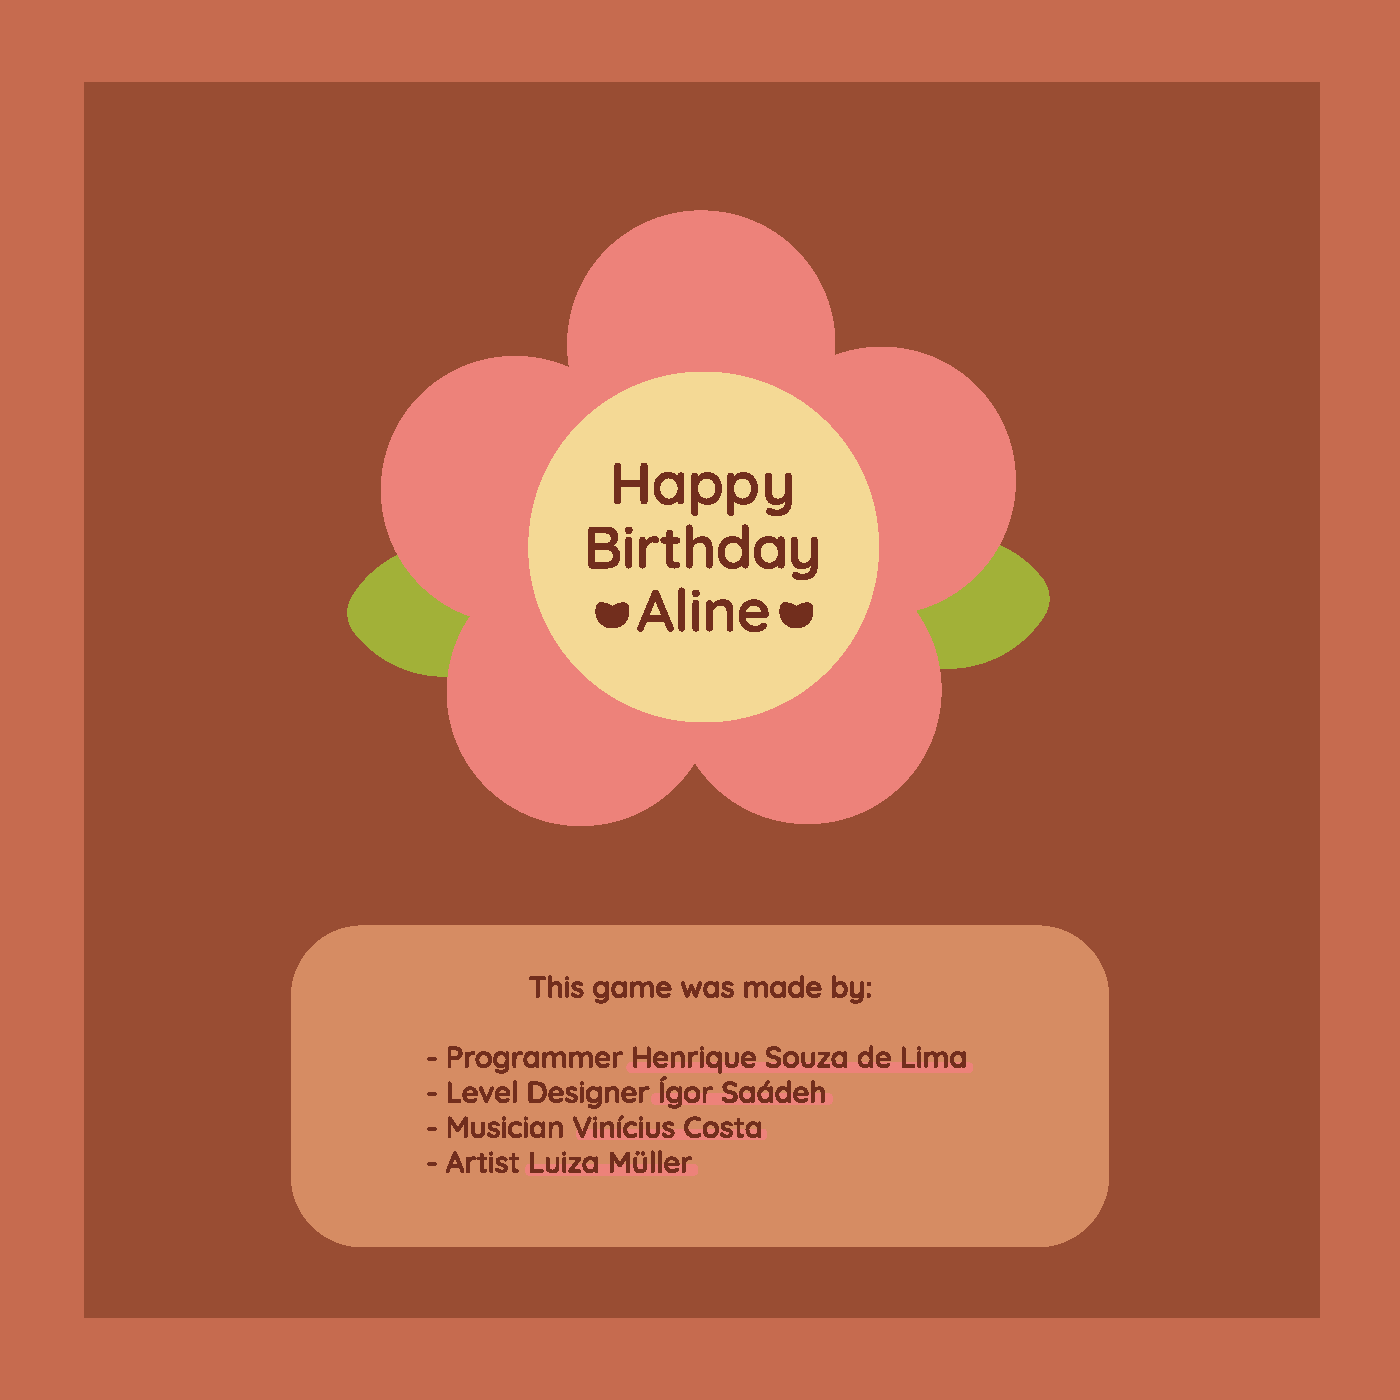 Happy
Birthday
Aline
This game was made by:
- Programmer Henrique Souza de Lima
- Level Designer Ígor Saádeh
- Musician Vinícius Costa
- Artist Luiza Müller